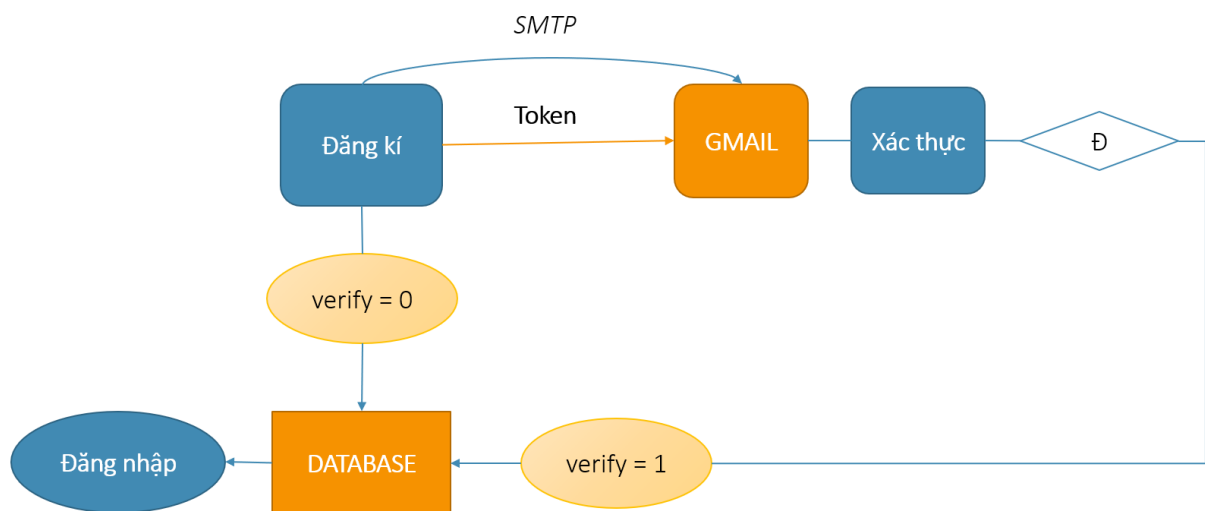 SMTP
Đăng kí
Token
GMAIL
Xác thực
Đ
verify = 0
Đăng nhập
DATABASE
verify = 1